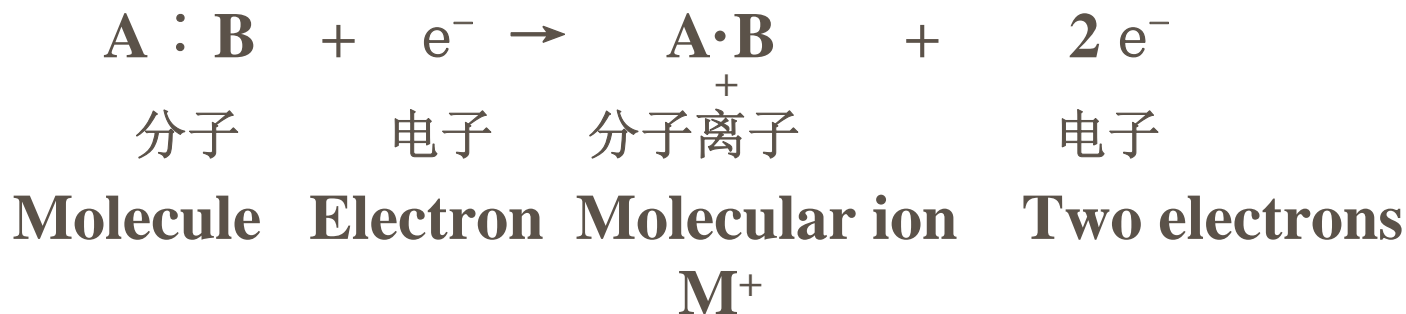 A : B + e⁻ → A·B + 2 e⁻
+
分子 电子 分子离子 电子
Molecule Electron Molecular ion Two electrons
M⁺